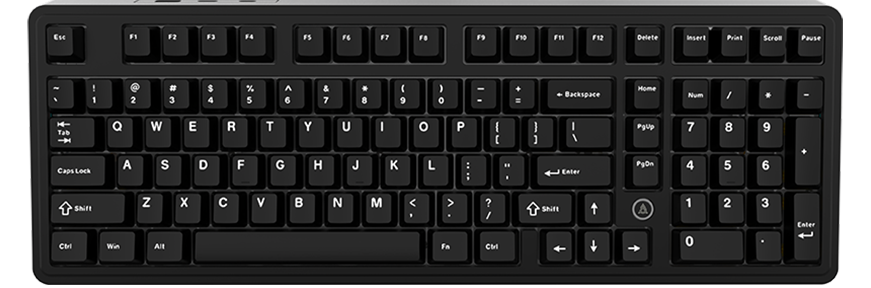 Esc F1 F2 F3 F4 F5 F6 F7 F8 F9 F10 F11 F12 Delete Insert Print Scroll Pause
~ ! @ # $ % ^ & * ( ) _ +
` 1 2 3 4 5 6 7 8 9 0 - = ← Backspace Home Num / * -
Tab Q W E R T Y U I O P { } | PgUp 7 8 9
[ ] \
Caps Lock A S D F G H J K L : " Enter PgDn 4 5 6 +
; '
Shift Z X C V B N M < > ? Shift ↑ 1 2 3
, . / Enter
Ctrl Win Alt Fn Ctrl ← ↓ → 0 .